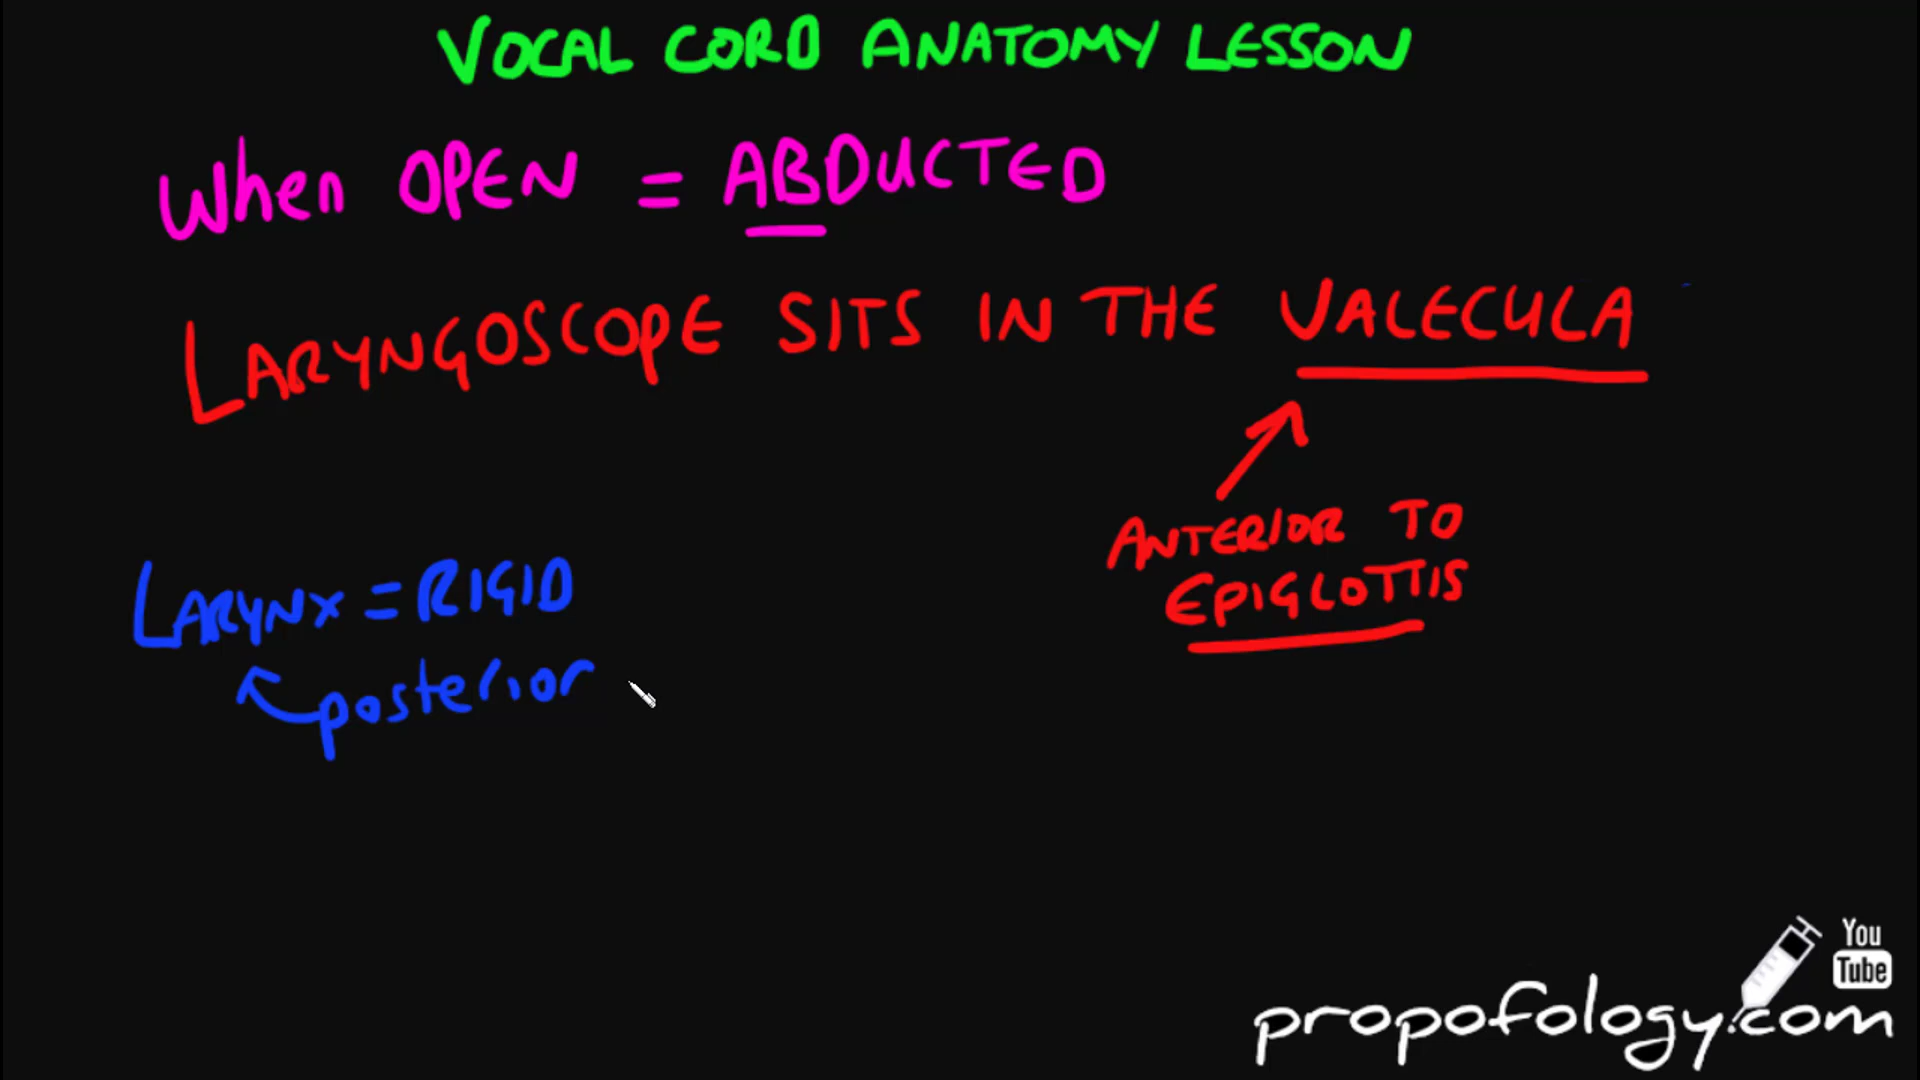 VOCAL CORD ANATOMY LESSON
When OPEN = ABDUCTED
LARYNGOSCOPE SITS IN THE VALECULA
ANTERIOR TO
EPIGLOTTIS
LARYNX = RIGID
posterior
You
Tube
propofology.com